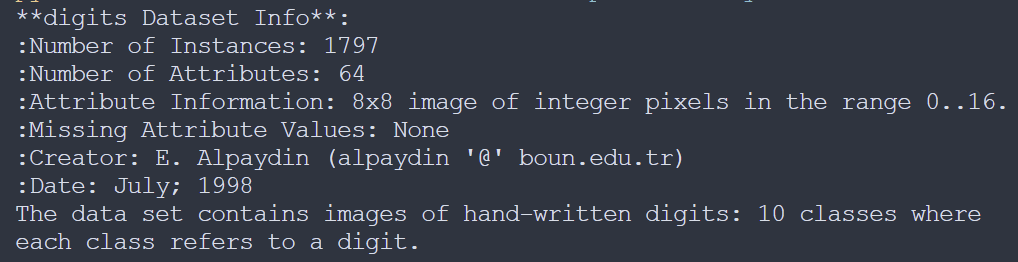 **digits Dataset Info**:
:Number of Instances: 1797
:Number of Attributes: 64
:Attribute Information: 8x8 image of integer pixels in the range 0..16.
:Missing Attribute Values: None
:Creator: E. Alpaydin (alpaydin '@' boun.edu.tr)
:Date: July; 1998
The data set contains images of hand-written digits: 10 classes where
each class refers to a digit.